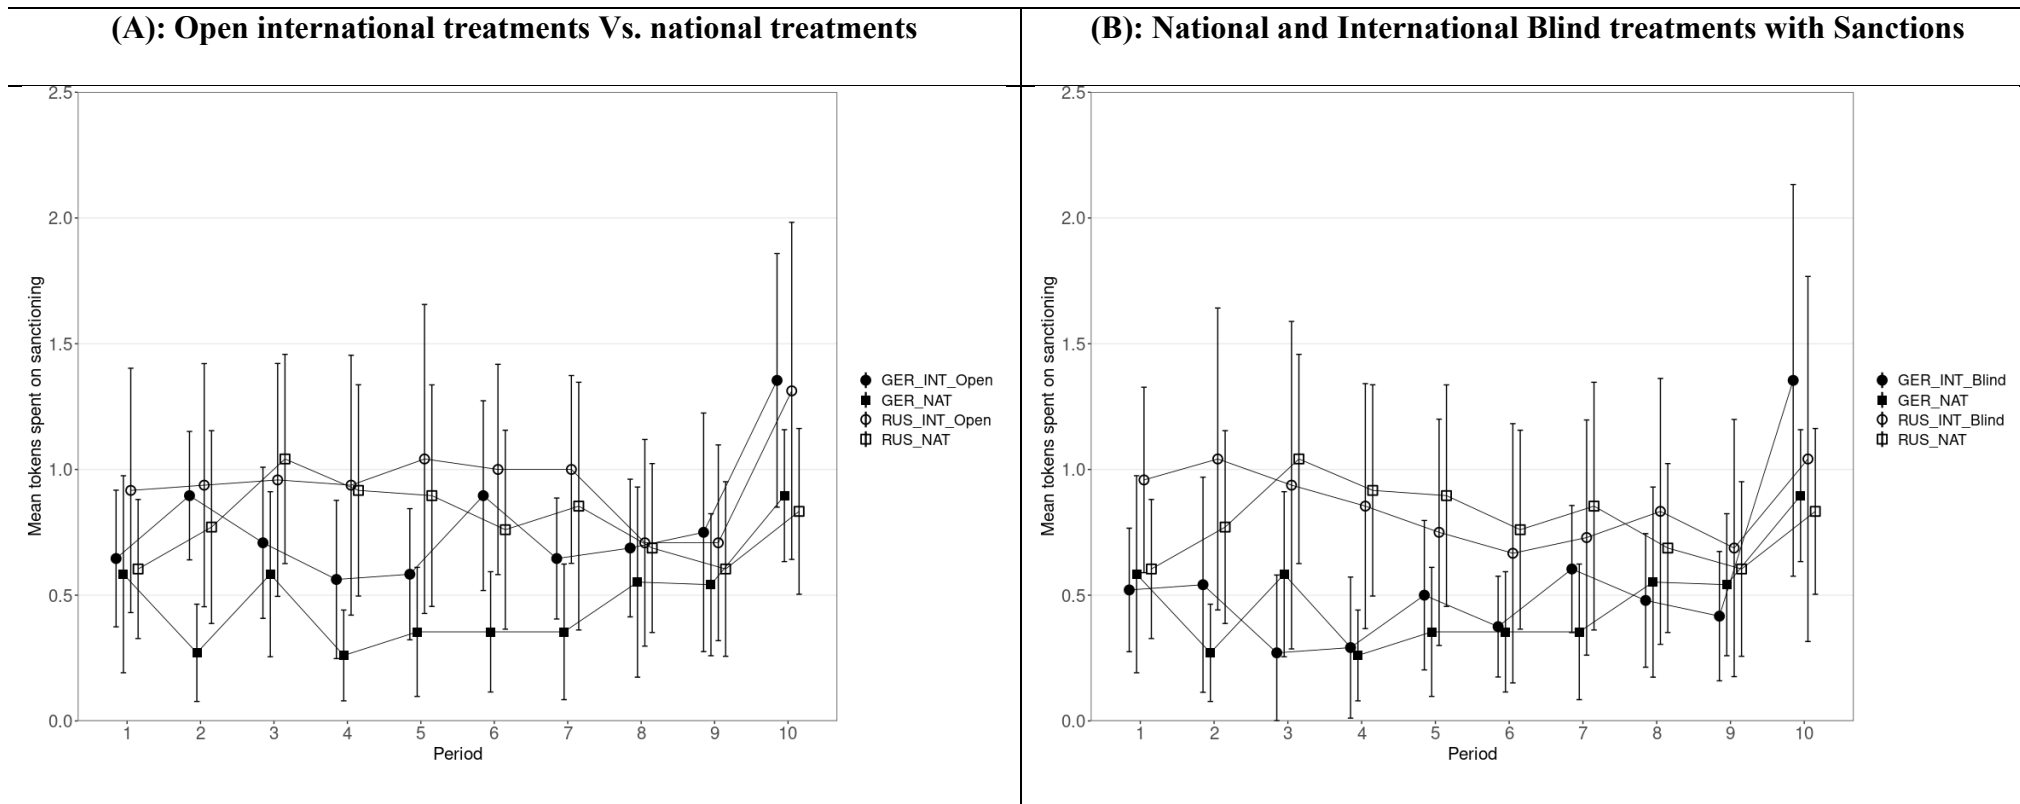 (A): Open international treatments Vs. national treatments
(B): National and International Blind treatments with Sanctions
2.5
2.0
1.5
1.0
0.5
0.0
Mean tokens spent on sanctioning
1 2 3 4 5 6 7 8 9 10
Period
GER_INT_Open
GER_NAT
RUS_INT_Open
RUS_NAT
2.5
2.0
1.5
1.0
0.5
0.0
Mean tokens spent on sanctioning
1 2 3 4 5 6 7 8 9 10
Period
GER_INT_Blind
GER_NAT
RUS_INT_Blind
RUS_NAT